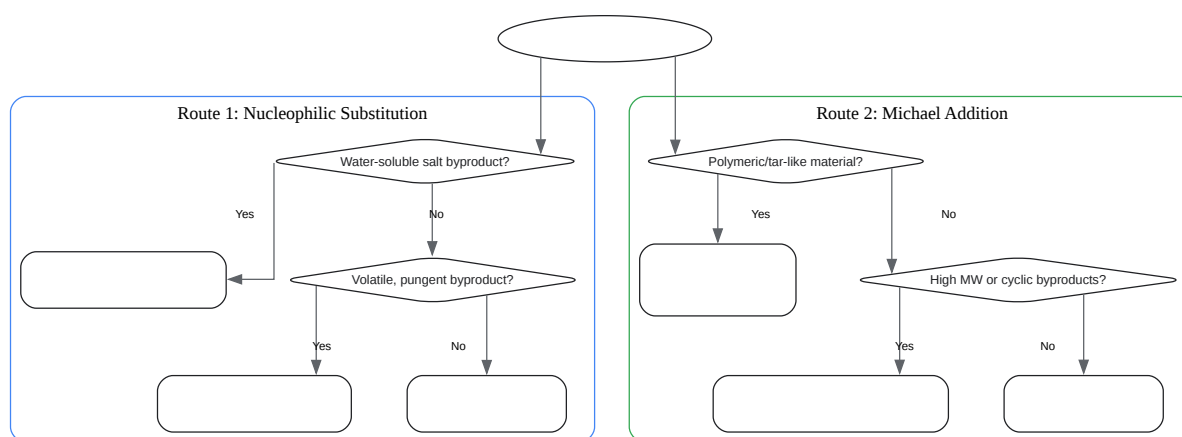 Route 1: Nucleophilic Substitution
Water-soluble salt byproduct?
Yes
No
Volatile, pungent byproduct?
Yes
No
Route 2: Michael Addition
Polymeric/tar-like material?
Yes
No
High MW or cyclic byproducts?
Yes
No